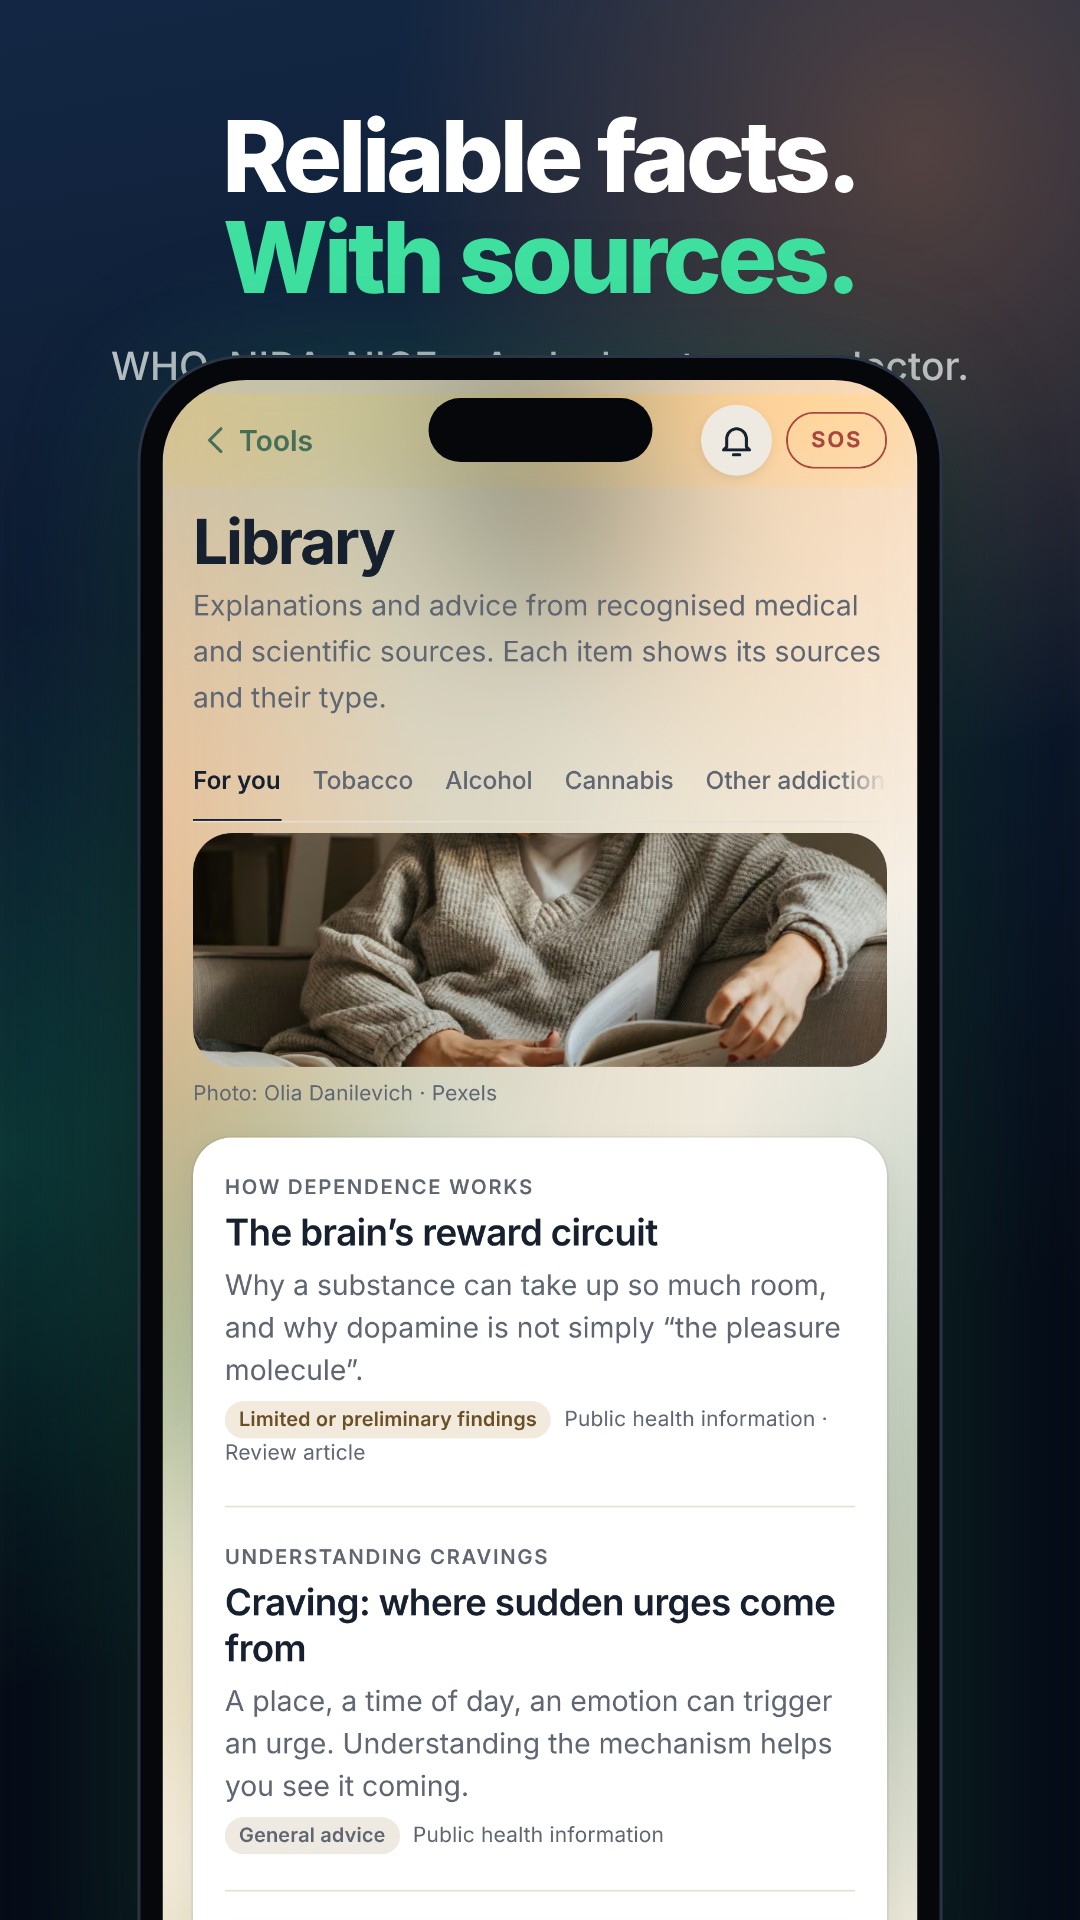 Reliable facts.
With sources.
WHO
doctor.
Tools
SOS
Library
Explanations and advice from recognised medical
and scientific sources. Each item shows its sources
and their type.
For you Tobacco Alcohol Cannabis Other addiction
Photo: Olia Danilevich · Pexels
HOW DEPENDENCE WORKS
The brain’s reward circuit
Why a substance can take up so much room,
and why dopamine is not simply “the pleasure
molecule”.
Limited or preliminary findings Public health information ·
Review article
UNDERSTANDING CRAVINGS
Craving: where sudden urges come
from
A place, a time of day, an emotion can trigger
an urge. Understanding the mechanism helps
you see it coming.
General advice Public health information